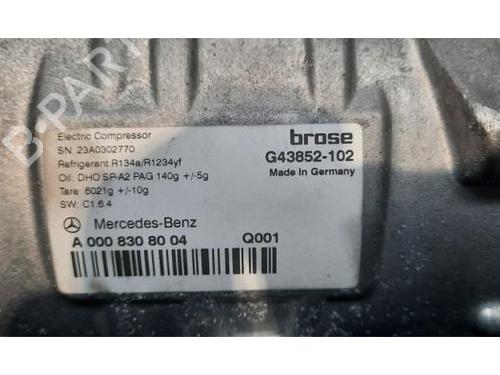 Electric Compressor
SN: 23A0302770
Refrigerant R134a/R1234yf
Oil: DHO SP-A2 PAG 140g +/-5g
Tare: 6021g +/-10g
SW: C1.6.4
brose
G43852-102
Made in Germany
Mercedes-Benz
A 000 830 80 04
Q001
B-PARTS